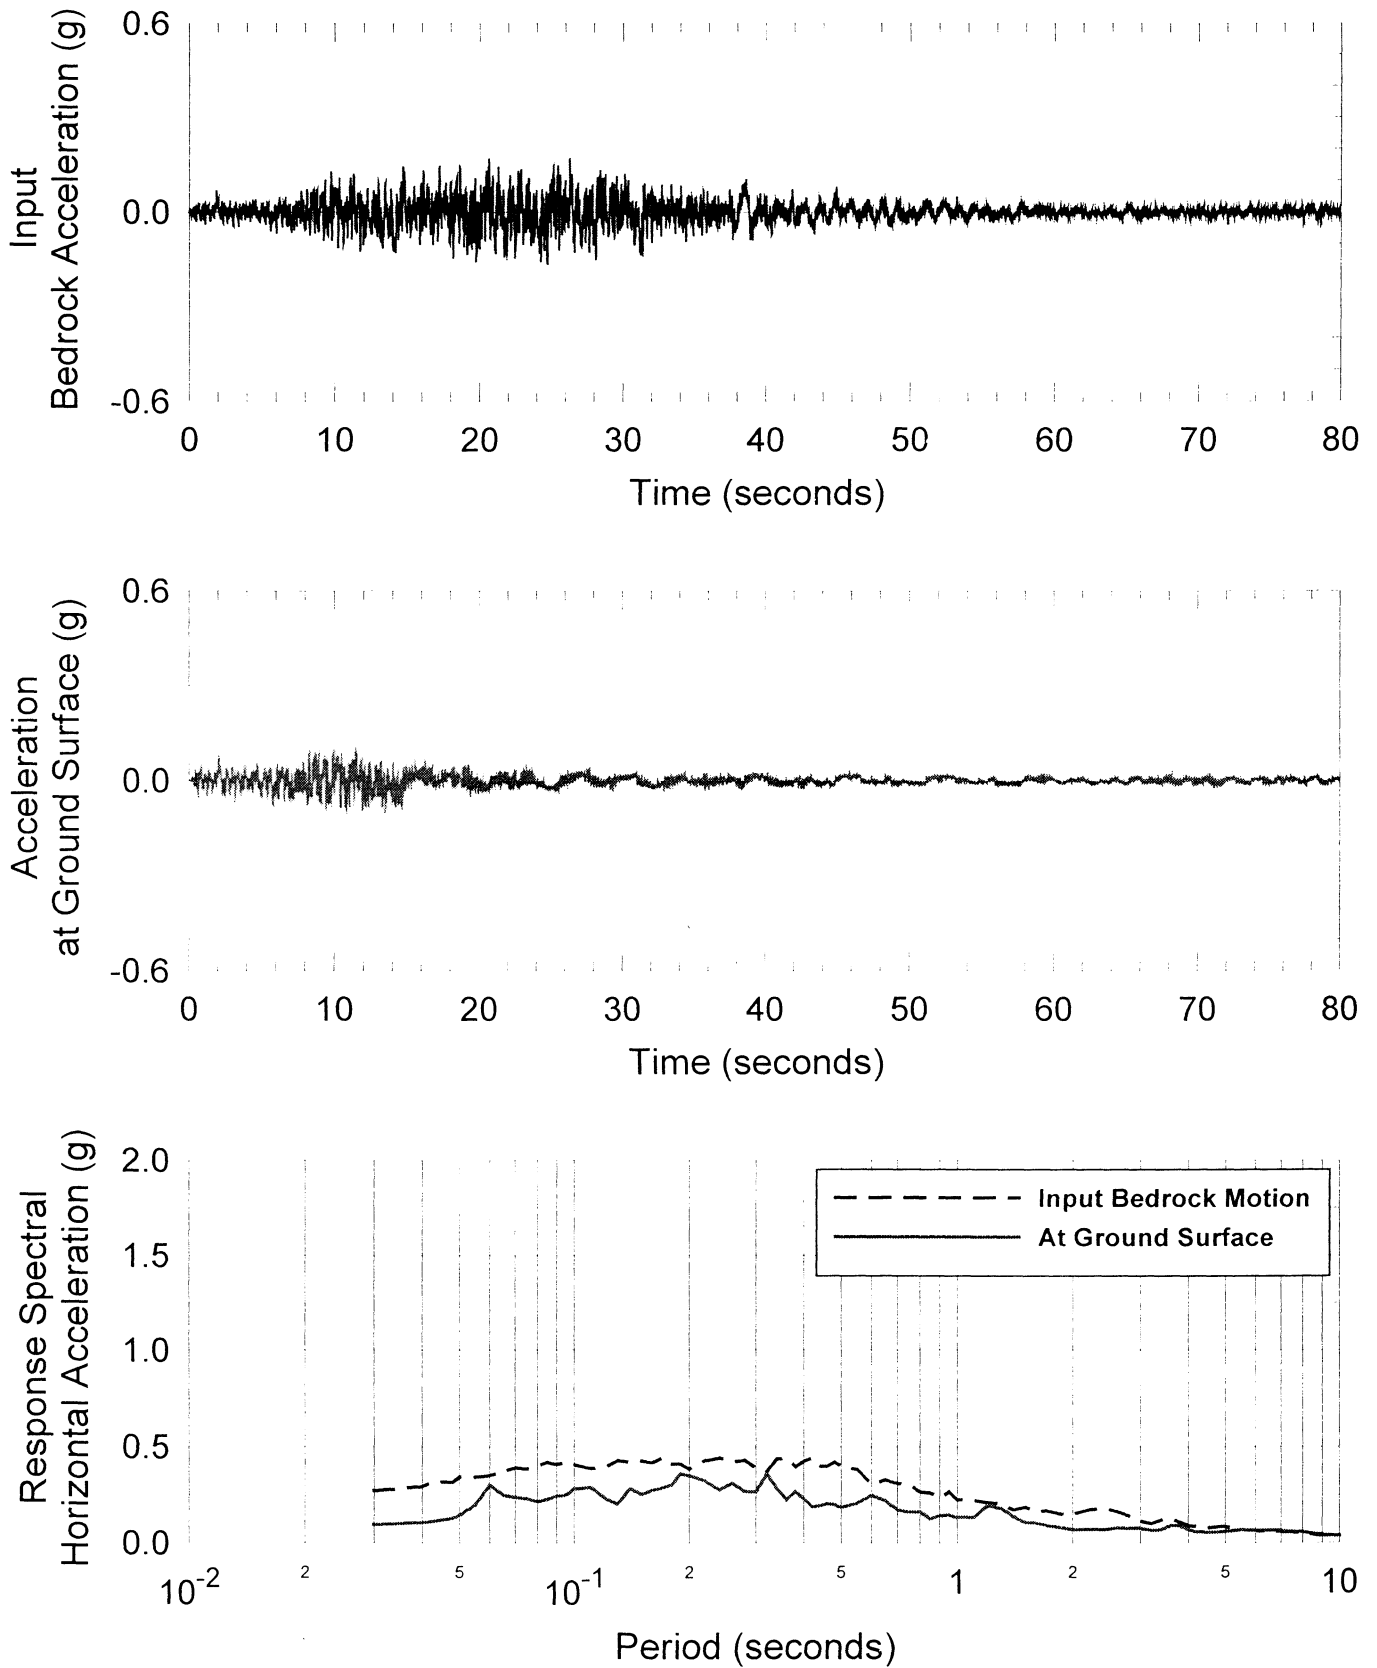 Input
Bedrock Acceleration (g)
0.6
0.0
-0.6
0 10 20 30 40 50 60 70 80
Time (seconds)
Acceleration
at Ground Surface (g)
0.6
0.0
-0.6
0 10 20 30 40 50 60 70 80
Time (seconds)
Response Spectral
Horizontal Acceleration (g)
2.0
1.5
1.0
0.5
0.0
Input Bedrock Motion
At Ground Surface
10-2 2 5 10-1 2 5 1 2 5 10
Period (seconds)